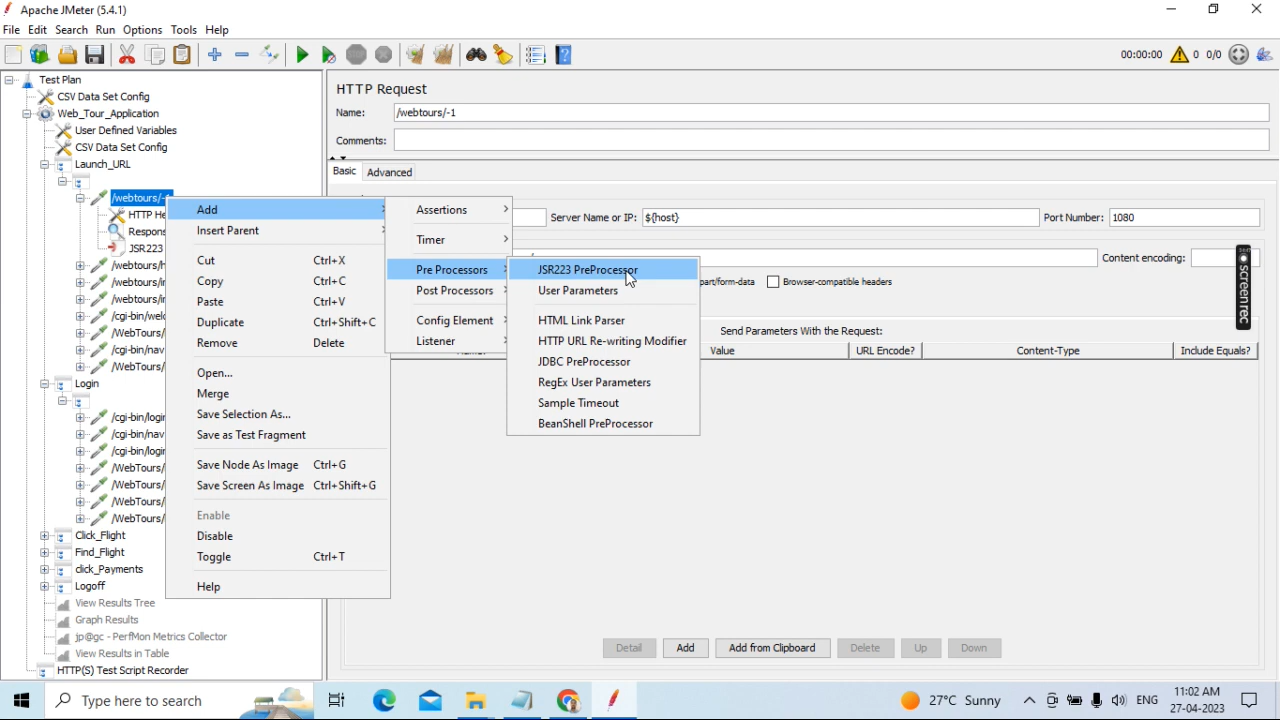 Apache JMeter (5.4.1)
File Edit Search Run Options Tools Help
00:00:00 0 0/0
Test Plan
CSV Data Set Config
Web_Tour_Application
User Defined Variables
CSV Data Set Config
Launch_URL
/webtours/-1
HTTP He
Respons
JSR223
/webtours/h
/webtours/in
/webtours/in
/cgi-bin/welc
/WebTours/
/cgi-bin/nav
/WebTours/
Login
/cgi-bin/login
/cgi-bin/nav
/cgi-bin/login
/WebTours/
/WebTours/
/WebTours/
/WebTours/
Click_Flight
Find_Flight
click_Payments
Logoff
View Results Tree
Graph Results
jp@gc - PerfMon Metrics Collector
View Results in Table
HTTP(S) Test Script Recorder
Add
Insert Parent
Cut Ctrl+X
Copy Ctrl+C
Paste Ctrl+V
Duplicate Ctrl+Shift+C
Remove Delete
Open...
Merge
Save Selection As...
Save as Test Fragment
Save Node As Image Ctrl+G
Save Screen As Image Ctrl+Shift+G
Enable
Disable
Toggle Ctrl+T
Help
Assertions
Timer
Pre Processors
Post Processors
Config Element
Listener
JSR223 PreProcessor
User Parameters
HTML Link Parser
HTTP URL Re-writing Modifier
JDBC PreProcessor
RegEx User Parameters
Sample Timeout
BeanShell PreProcessor
HTTP Request
Name: /webtours/-1
Comments:
Basic Advanced
Server Name or IP: ${host} Port Number: 1080
Content encoding:
part/form-data Browser-compatible headers
Send Parameters With the Request:
Value URL Encode? Content-Type Include Equals?
Detail Add Add from Clipboard Delete Up Down
screenrec
Type here to search
27°C Sunny
ENG
11:02 AM
27-04-2023